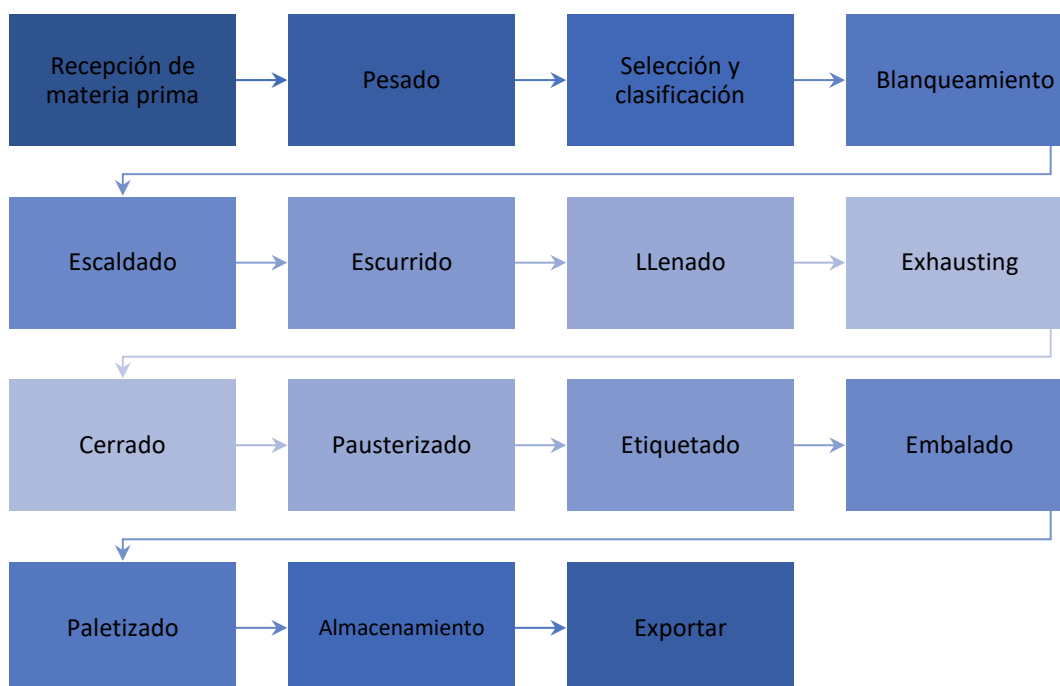 Recepción de
materia prima
Pesado
Selección y
clasificación
Blanqueamiento
Escaldado
Escurrido
LLenado
Exhausting
Cerrado
Pausterizado
Etiquetado
Embalado
Paletizado
Almacenamiento
Exportar